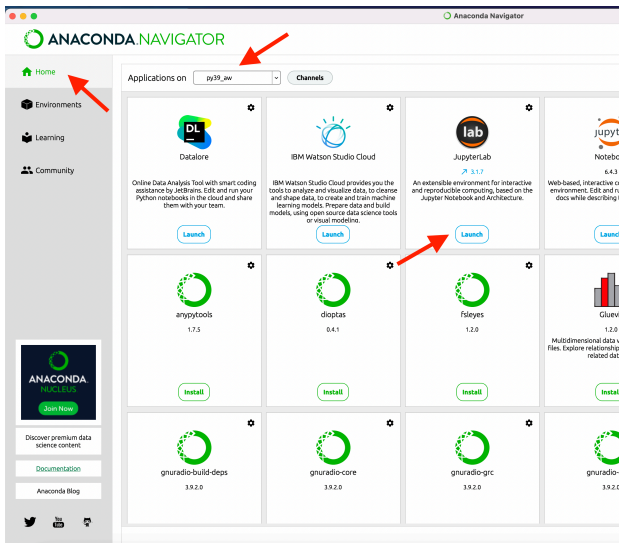 Anaconda Navigator
ANACONDA.NAVIGATOR
Home
Environments
Learning
Community
ANACONDA.
NUCLEUS
Join Now
Discover premium data
science content
Documentation
Anaconda Blog
You
Tube
Applications on py39_aw Channels
DL
Datalore
Online Data Analysis Tool with smart coding
assistance by JetBrains. Edit and run your
Python notebooks in the cloud and share
them with your team.
Launch
IBM Watson Studio Cloud
IBM Watson Studio Cloud provides you the
tools to analyze and visualize data, to cleanse
and shape data, to create and train machine
learning models. Prepare data and build
models, using open source data science tools
or visual modeling.
Launch
lab
JupyterLab
3.1.7
An extensible environment for interactive
and reproducible computing, based on the
Jupyter Notebook and Architecture.
Launch
jupyt
Notebo
6.4.3
Web-based, interactive co
environment. Edit and ru
docs while describing t
Launc
anypytools
1.7.5
Install
dioptas
0.4.1
Install
fsleyes
1.2.0
Install
Gluevi
1.2.0
Multidimensional data v
files. Explore relationship
related dat
Instal
gnuradio-build-deps
3.9.2.0
gnuradio-core
3.9.2.0
gnuradio-grc
3.9.2.0
gnuradio-
3.9.2.0